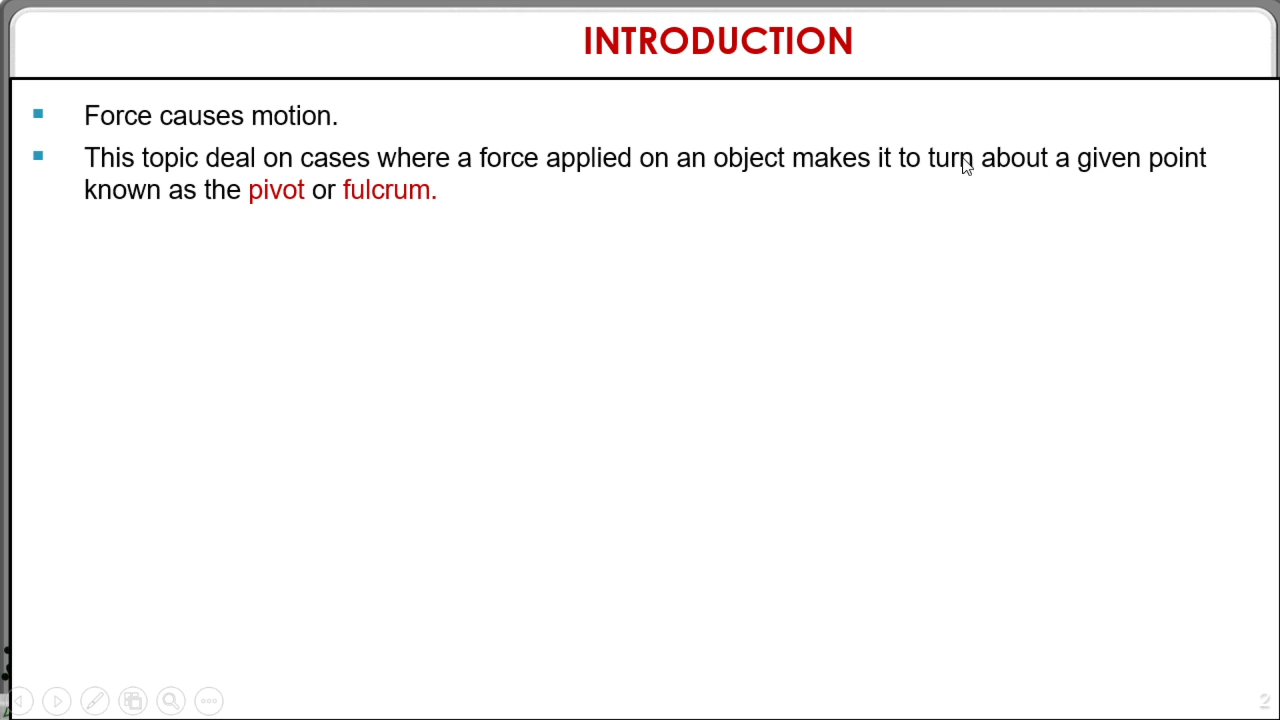 INTRODUCTION
Force causes motion.
This topic deal on cases where a force applied on an object makes it to turn about a given point
known as the pivot or fulcrum.
2